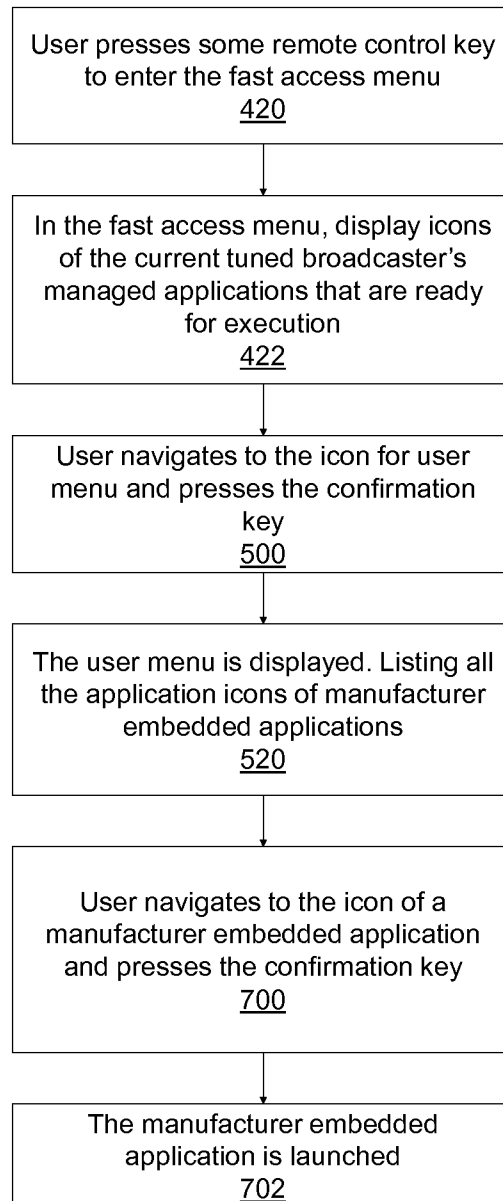 User presses some remote control key
to enter the fast access menu
420
In the fast access menu, display icons
of the current tuned broadcaster’s
managed applications that are ready
for execution
422
User navigates to the icon for user
menu and presses the confirmation
key
500
The user menu is displayed. Listing all
the application icons of manufacturer
embedded applications
520
User navigates to the icon of a
manufacturer embedded application
and presses the confirmation key
700
The manufacturer embedded
application is launched
702